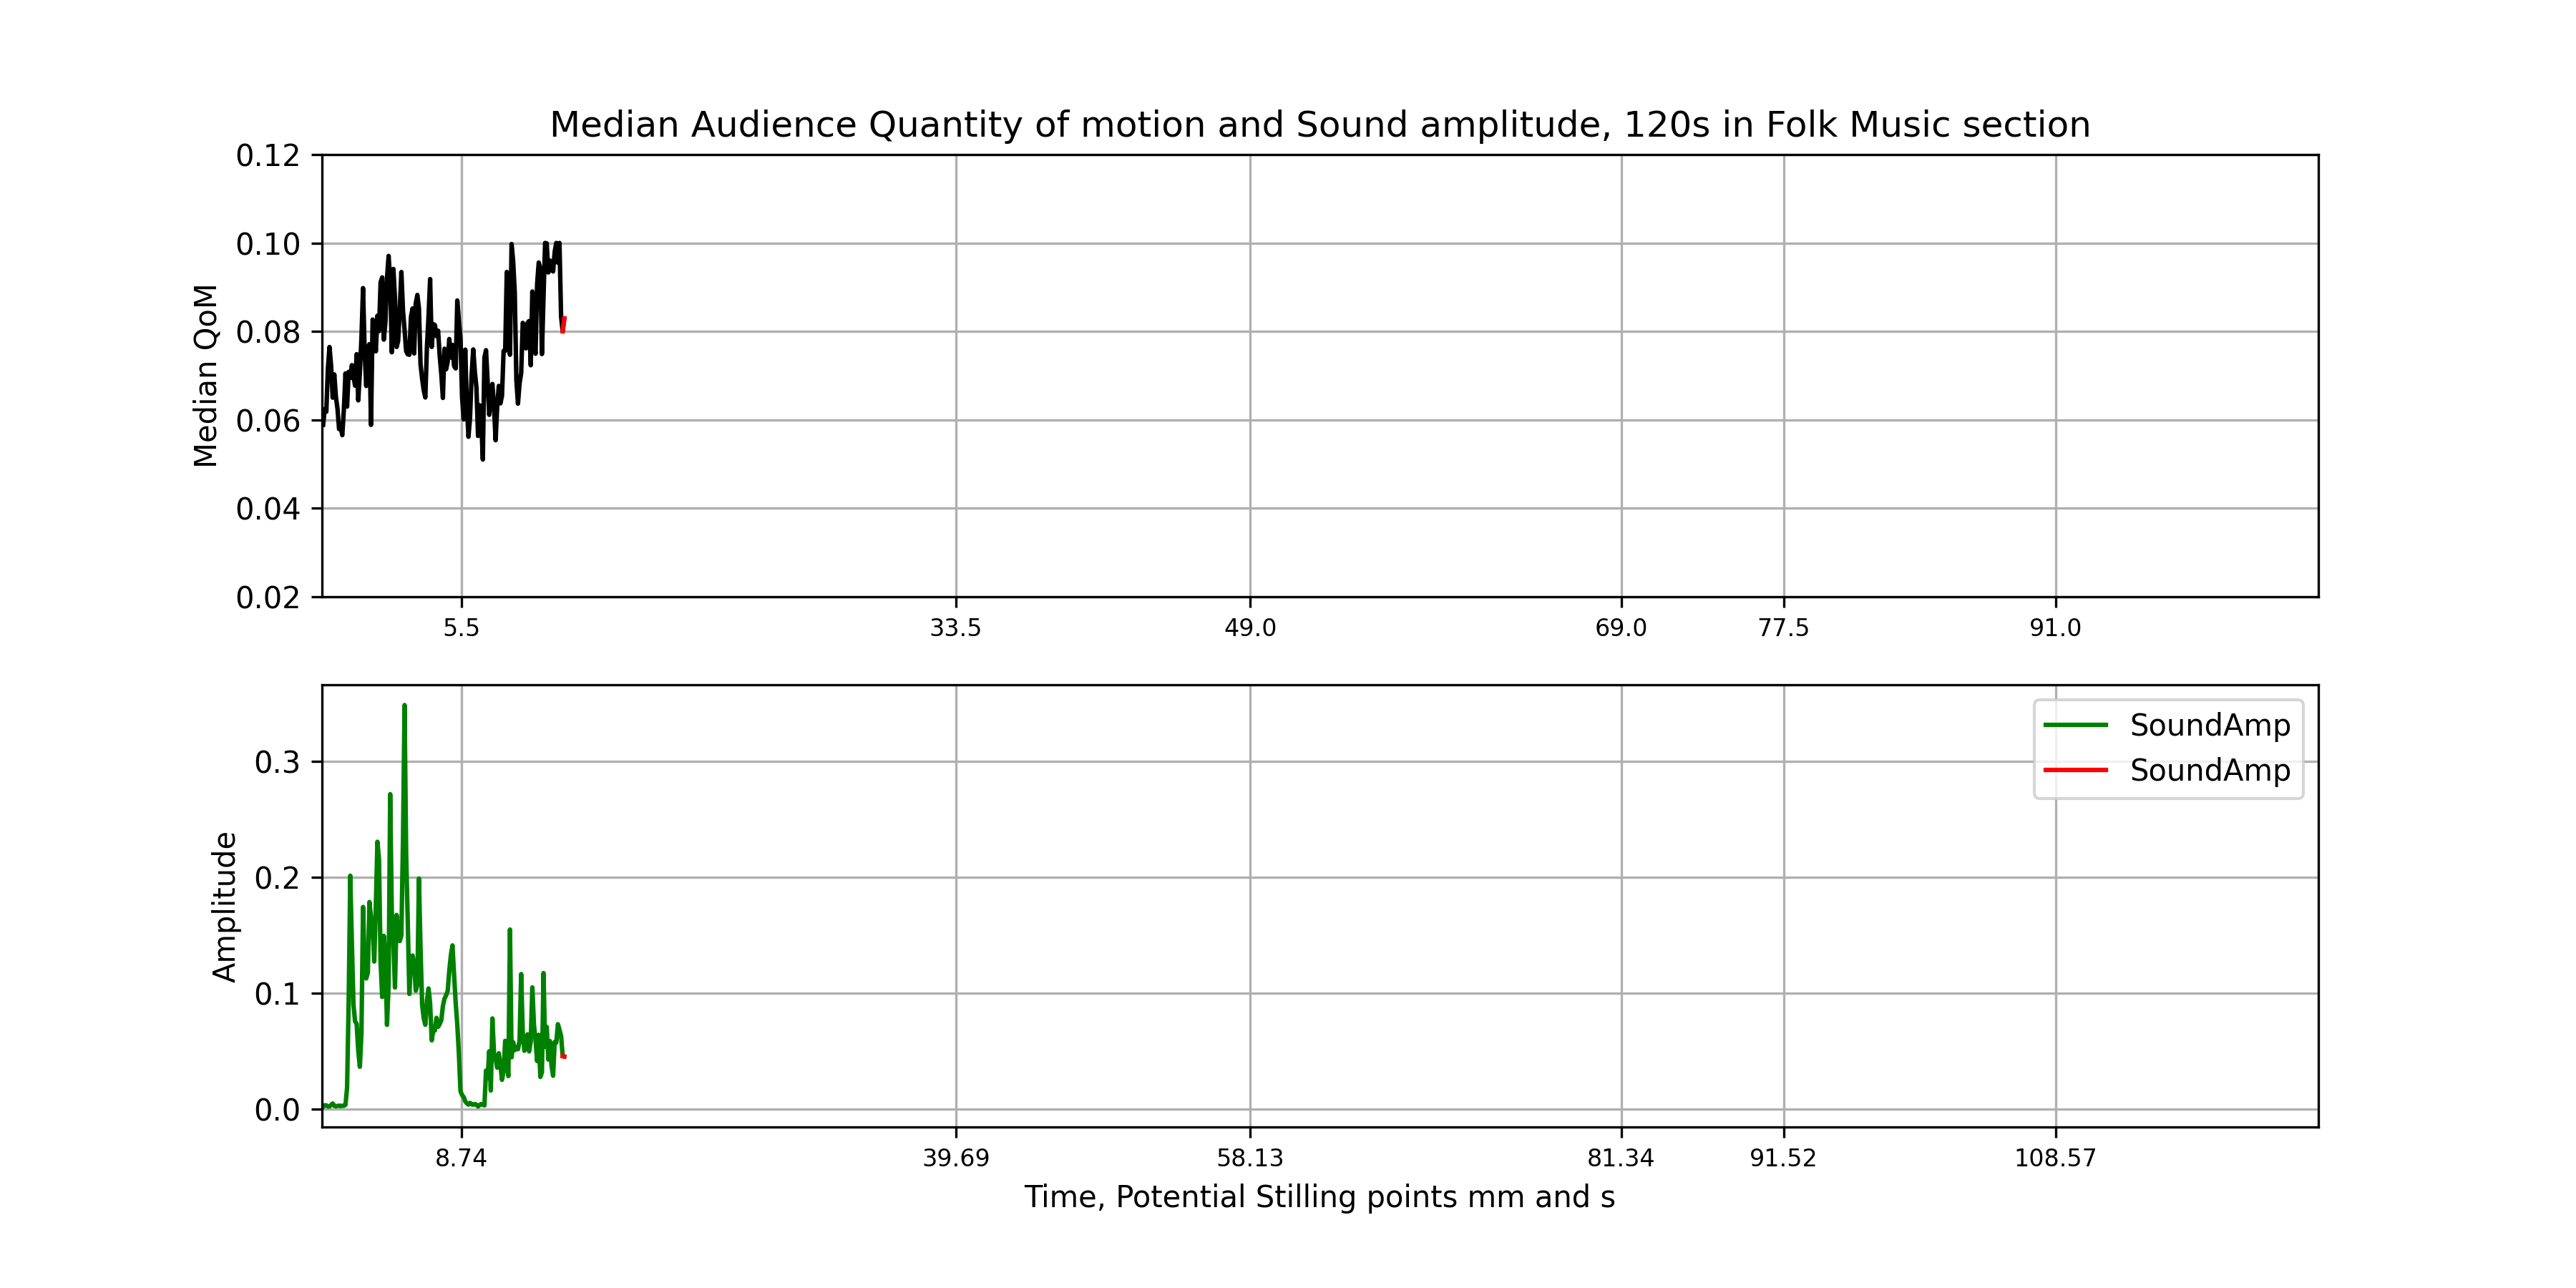 Median Audience Quantity of motion and Sound amplitude, 120s in Folk Music section
0.12
0.10
0.08
0.06
0.04
0.02
Median QoM
5.5 33.5 49.0 69.0 77.5 91.0
SoundAmp
SoundAmp
0.3
0.2
0.1
0.0
Amplitude
8.74 39.69 58.13 81.34 91.52 108.57
Time, Potential Stilling points mm and s